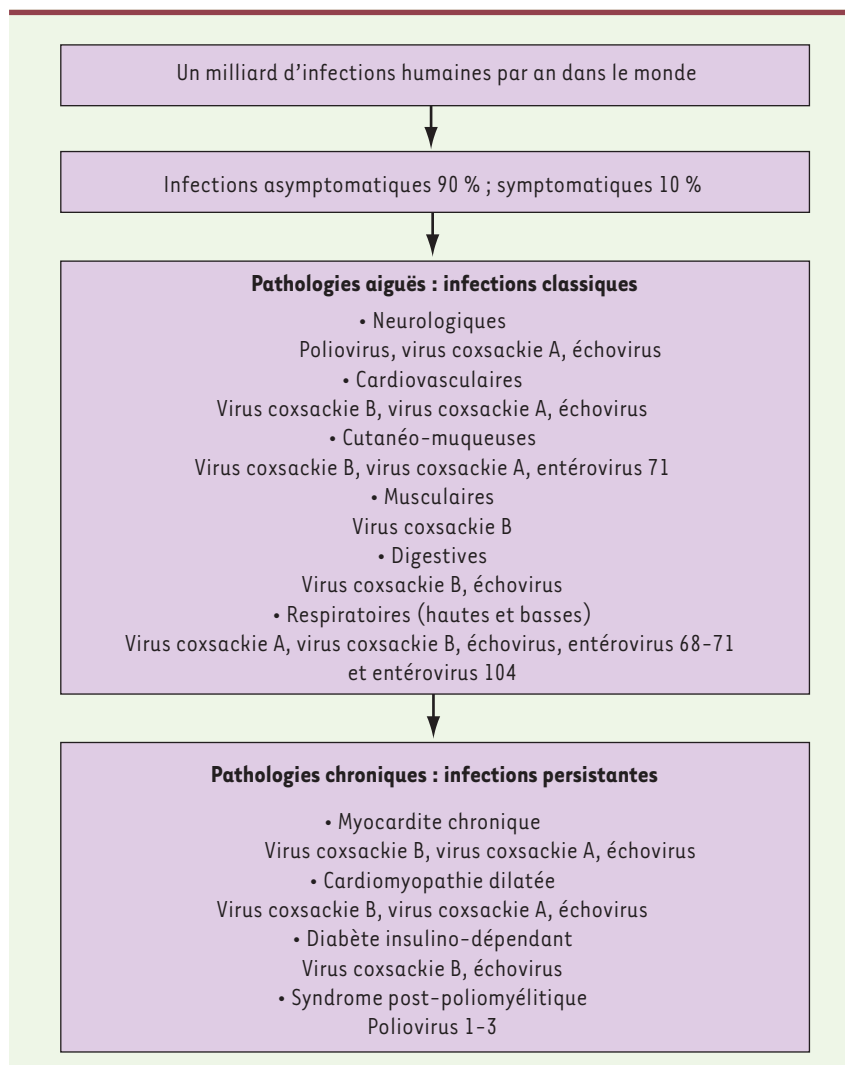 Un milliard d'infections humaines par an dans le monde
Infections asymptomatiques 90 % ; symptomatiques 10 %
Pathologies aiguës : infections classiques
• Neurologiques
Poliovirus, virus coxsackie A, échovirus
• Cardiovasculaires
Virus coxsackie B, virus coxsackie A, échovirus
• Cutanéo-muqueuses
Virus coxsackie B, virus coxsackie A, entérovirus 71
• Musculaires
Virus coxsackie B
• Digestives
Virus coxsackie B, échovirus
• Respiratoires (hautes et basses)
Virus coxsackie A, virus coxsackie B, échovirus, entérovirus 68-71
et entérovirus 104
Pathologies chroniques : infections persistantes
• Myocardite chronique
Virus coxsackie B, virus coxsackie A, échovirus
• Cardiomyopathie dilatée
Virus coxsackie B, virus coxsackie A, échovirus
• Diabète insulino-dépendant
Virus coxsackie B, échovirus
• Syndrome post-poliomyélitique
Poliovirus 1-3